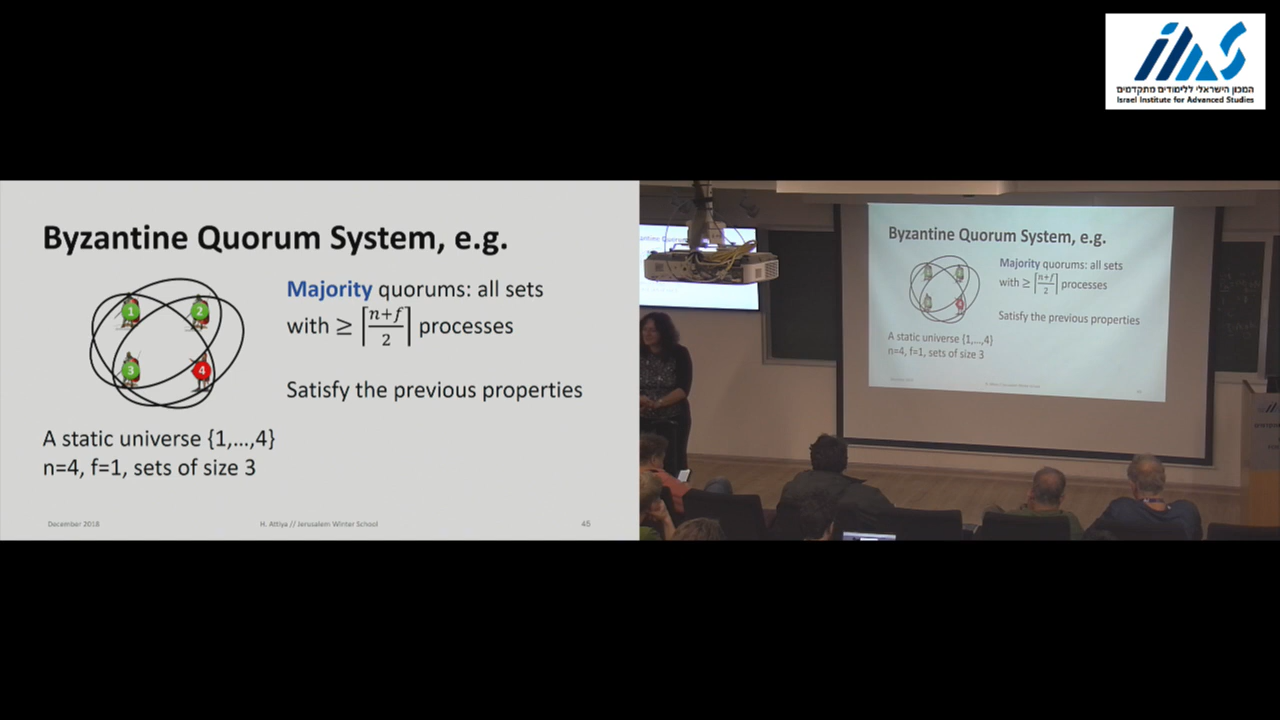 המכון הישראלי ללימודים מתקדמים
Israel Institute for Advanced Studies
Byzantine Quorum System, e.g.
1
2
3
4
Majority quorums: all sets
with ≥ ⌈(n+f)/2⌉ processes
Satisfy the previous properties
A static universe {1,...,4}
n=4, f=1, sets of size 3
December 2018
H. Attiya // Jerusalem Winter School
Byzantine Quorum System, e.g.
Majority quorums: all sets
with ≥ ⌈(n+f)/2⌉ processes
Satisfy the previous properties
A static universe {1,...,4}
n=4, f=1, sets of size 3